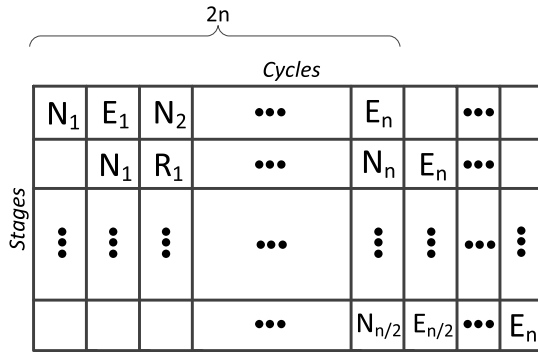 2n
Cycles
N1 E1 N2 ••• En •••
N1 R1 ••• Nn En •••
Stages
••• Nn/2 En/2 ••• En